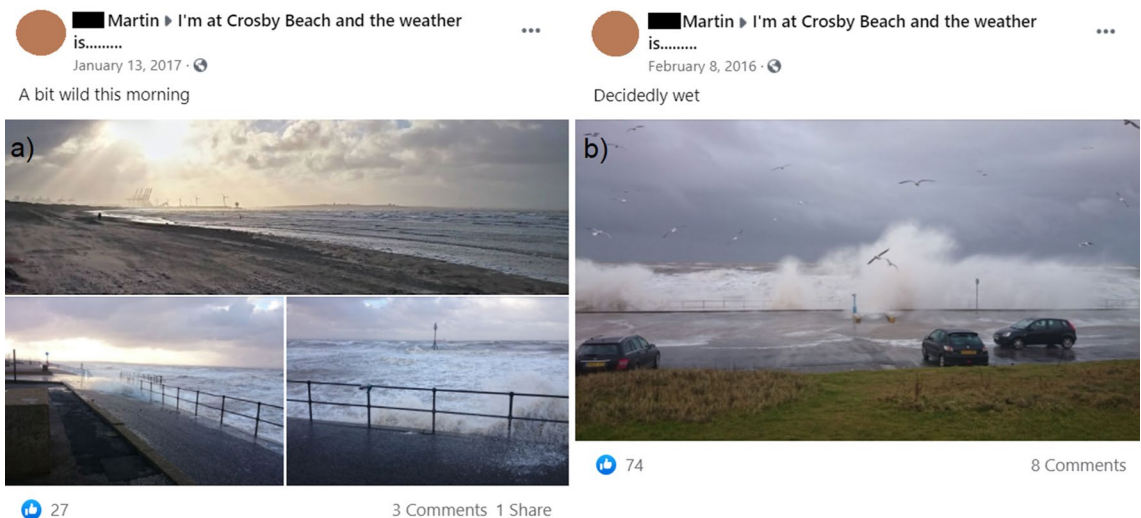 Martin ▸ I'm at Crosby Beach and the weather
is.........
January 13, 2017 ·
A bit wild this morning
a)
27
3 Comments 1 Share
Martin ▸ I'm at Crosby Beach and the weather
is.........
February 8, 2016 ·
Decidedly wet
b)
74
8 Comments